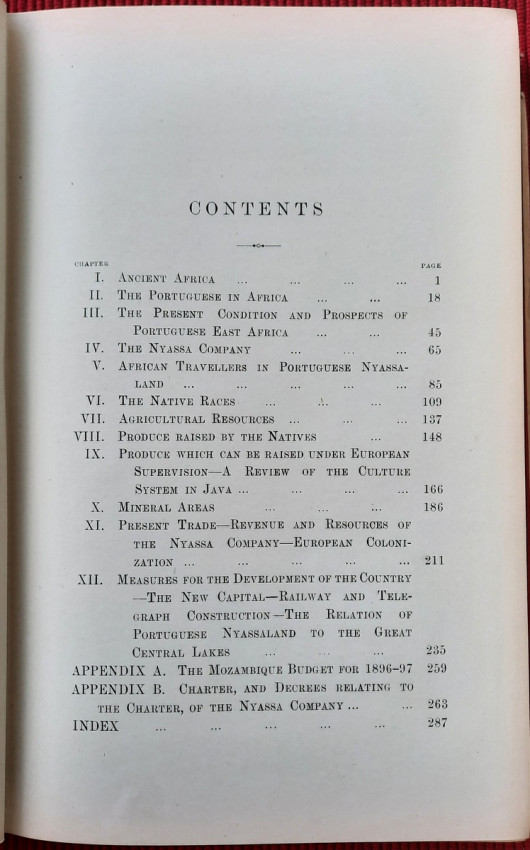 CONTENTS
CHAPTER PAGE
I. Ancient Africa ... ... ... ... 1
II. The Portuguese in Africa ... ... 18
III. The Present Condition and Prospects of
Portuguese East Africa ... ... 45
IV. The Nyassa Company ... ... ... 65
V. African Travellers in Portuguese Nyassa-
land ... ... ... ... ... 85
VI. The Native Races ... ... ... 109
VII. Agricultural Resources ... ... ... 137
VIII. Produce raised by the Natives ... 148
IX. Produce which can be raised under European
Supervision—A Review of the Culture
System in Java ... ... ... ... 166
X. Mineral Areas ... ... ... 186
XI. Present Trade—Revenue and Resources of
the Nyassa Company—European Coloni-
zation ... ... ... ... ... 211
XII. Measures for the Development of the Country
—The New Capital—Railway and Tele-
graph Construction—The Relation of
Portuguese Nyassaland to the Great
Central Lakes ... ... ... 235
APPENDIX A. The Mozambique Budget for 1896-97 259
APPENDIX B. Charter, and Decrees relating to
the Charter, of the Nyassa Company ... ... 263
INDEX ... ... ... ... ... 287